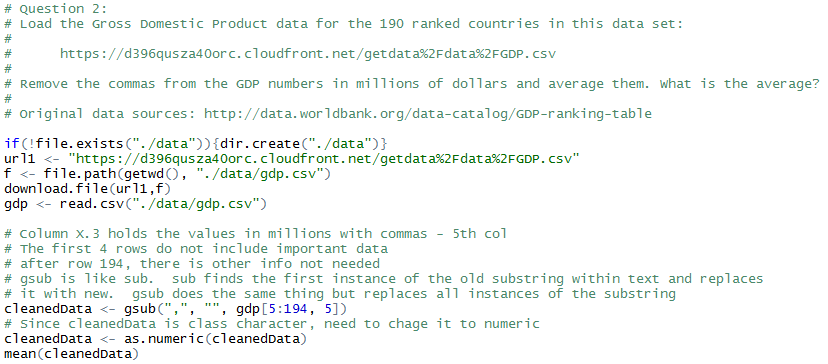 # Question 2:
# Load the Gross Domestic Product data for the 190 ranked countries in this data set:
#
#      https://d396qusza40orc.cloudfront.net/getdata%2Fdata%2FGDP.csv
#
# Remove the commas from the GDP numbers in millions of dollars and average them. What is the average?
#
# Original data sources: http://data.worldbank.org/data-catalog/GDP-ranking-table

if(!file.exists("./data")){dir.create("./data")}
url1 <- "https://d396qusza40orc.cloudfront.net/getdata%2Fdata%2FGDP.csv"
f <- file.path(getwd(), "./data/gdp.csv")
download.file(url1,f)
gdp <- read.csv("./data/gdp.csv")

# Column X.3 holds the values in millions with commas - 5th col
# The first 4 rows do not include important data
# after row 194, there is other info not needed
# gsub is like sub.  sub finds the first instance of the old substring within text and replaces
# it with new.  gsub does the same thing but replaces all instances of the substring
cleanedData <- gsub(",", "", gdp[5:194, 5])
# Since cleanedData is class character, need to chage it to numeric
cleanedData <- as.numeric(cleanedData)
mean(cleanedData)